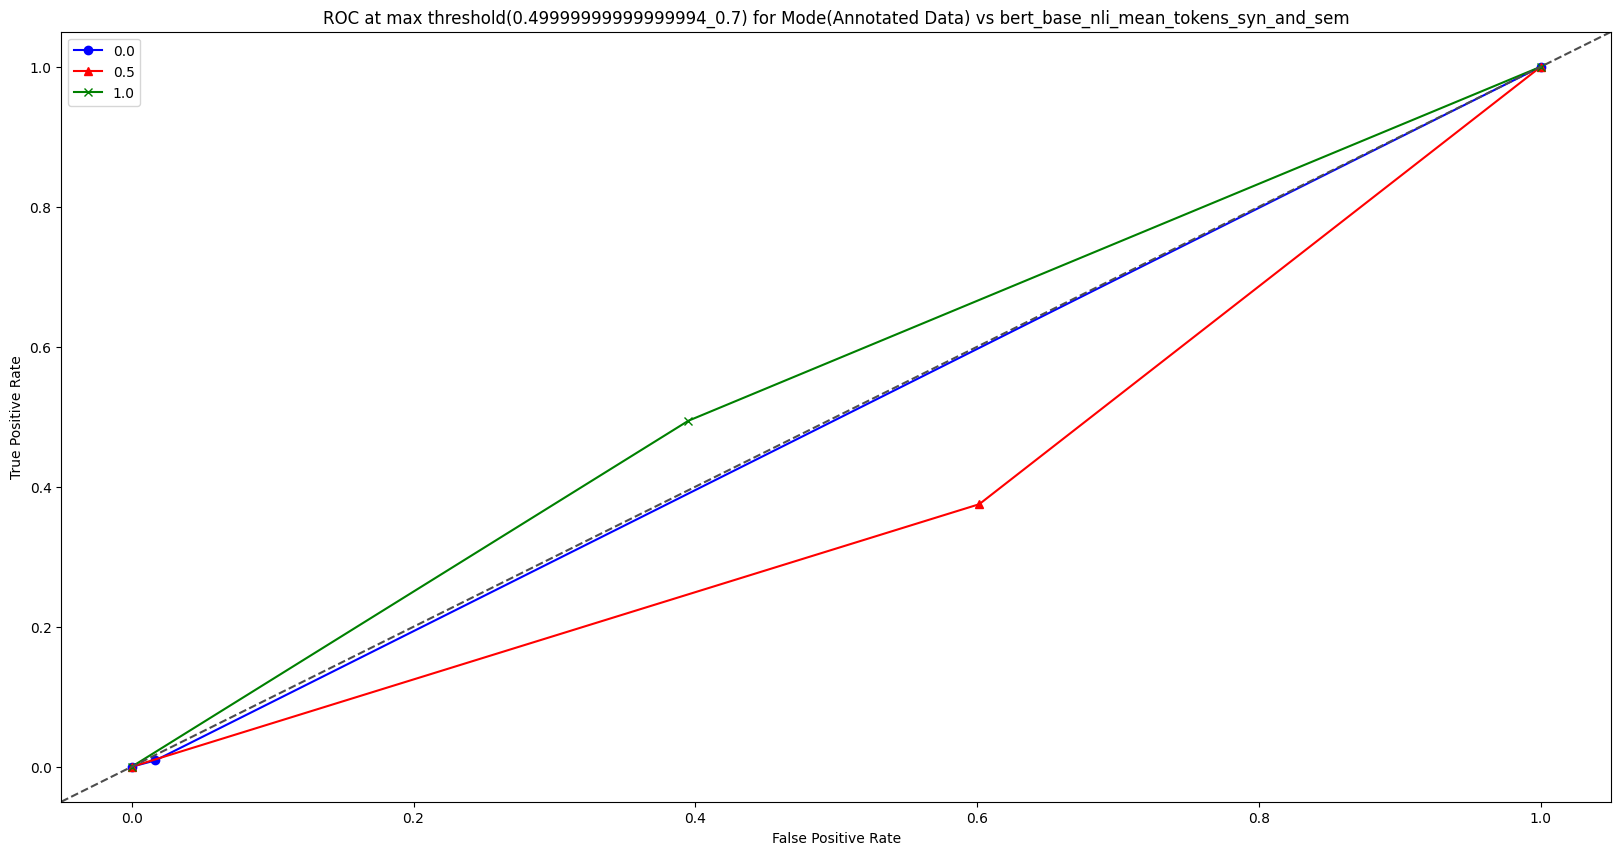 ROC at max threshold(0.49999999999999994_0.7) for Mode(Annotated Data) vs bert_base_nli_mean_tokens_syn_and_sem
0.0
0.5
1.0
True Positive Rate
1.0
0.8
0.6
0.4
0.2
0.0
0.0 0.2 0.4 0.6 0.8 1.0
False Positive Rate